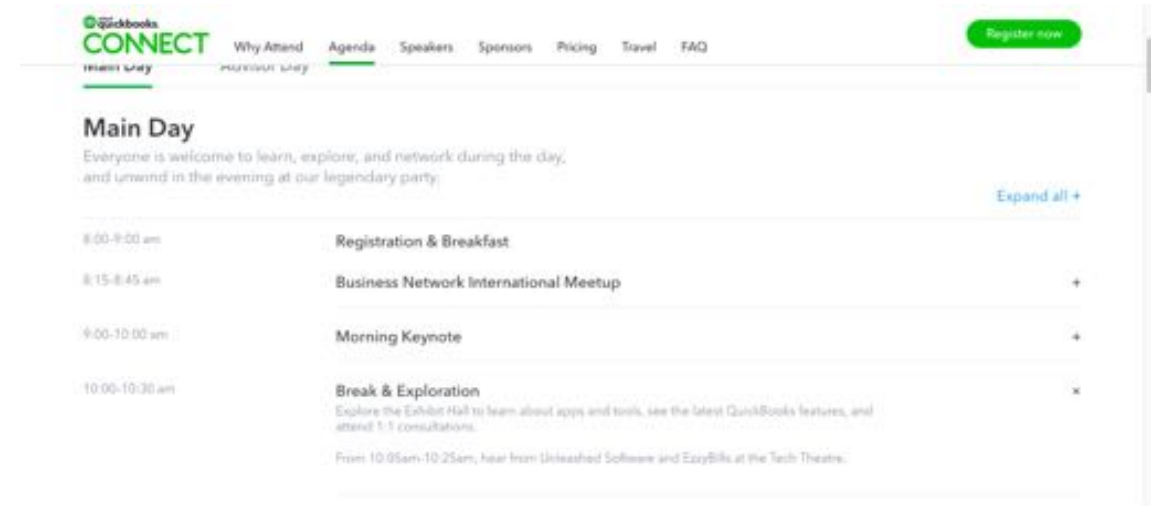 quickbooks.
CONNECT
Why Attend Agenda Speakers Sponsors Pricing Travel FAQ
Register now
Main Day Advisor Day
Main Day
Everyone is welcome to learn, explore, and network during the day,
and unwind in the evening at our legendary party.
Expand all +
8:00-9:00 am Registration & Breakfast
8:15-8:45 am Business Network International Meetup +
9:00-10:00 am Morning Keynote +
10:00-10:30 am Break & Exploration ×
Explore the Exhibit Hall to learn about apps and tools, see the latest QuickBooks features, and
attend 1:1 consultations.
From 10:05am-10:25am, hear from Unleashed Software and EzzyBills at the Tech Theatre.